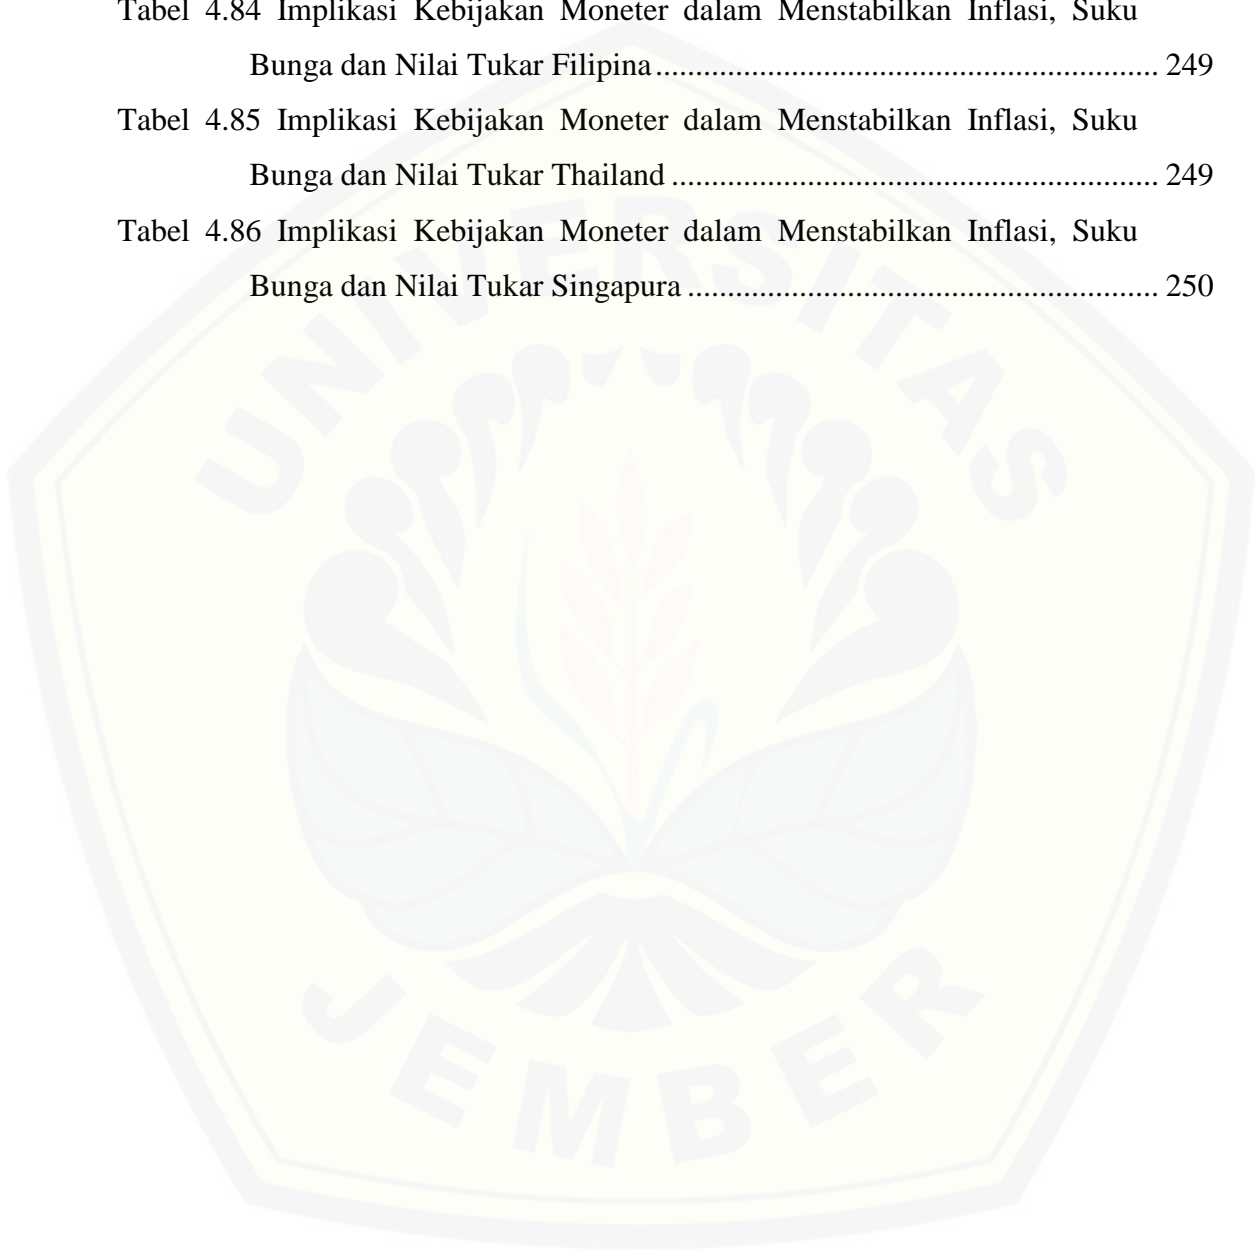 Tabel 4.84 Implikasi Kebijakan Moneter dalam Menstabilkan Inflasi, Suku
Bunga dan Nilai Tukar Filipina ..................................................... 249
Tabel 4.85 Implikasi Kebijakan Moneter dalam Menstabilkan Inflasi, Suku
Bunga dan Nilai Tukar Thailand ................................................... 249
Tabel 4.86 Implikasi Kebijakan Moneter dalam Menstabilkan Inflasi, Suku
Bunga dan Nilai Tukar Singapura ................................................. 250
UNIVERSITAS
JEMBER